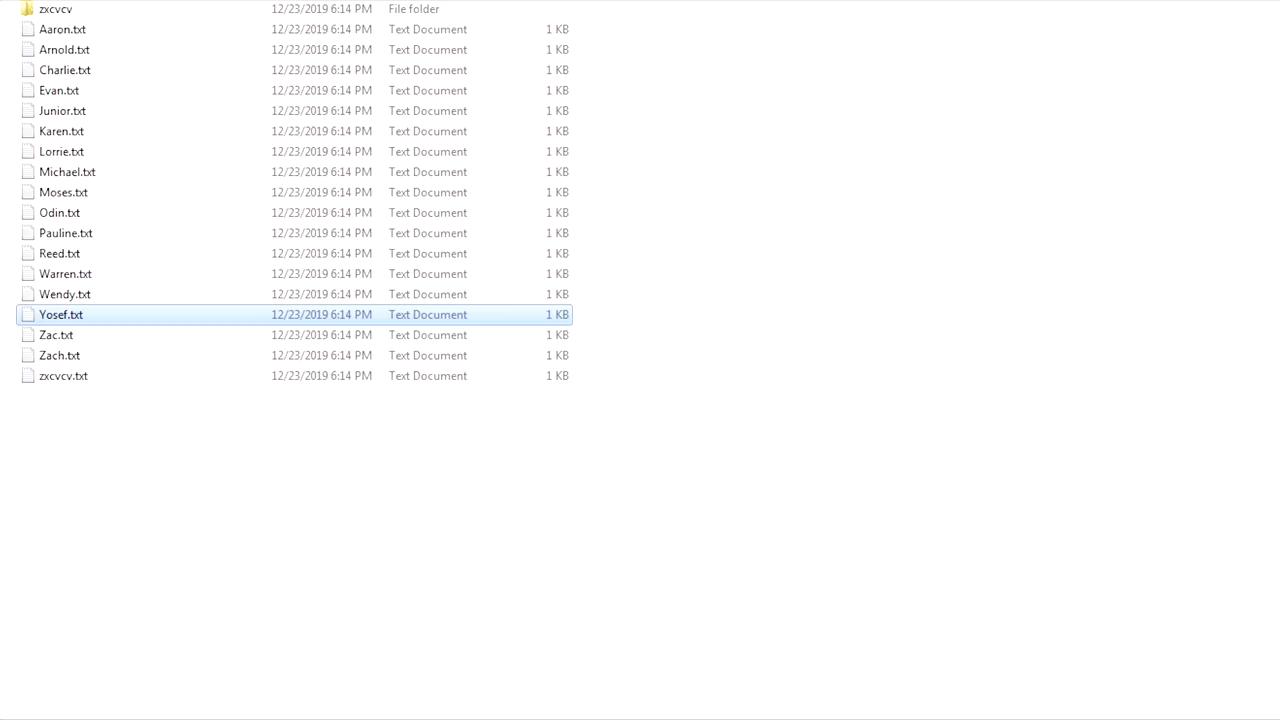 zxcvcv 12/23/2019 6:14 PM File folder
Aaron.txt 12/23/2019 6:14 PM Text Document 1 KB
Arnold.txt 12/23/2019 6:14 PM Text Document 1 KB
Charlie.txt 12/23/2019 6:14 PM Text Document 1 KB
Evan.txt 12/23/2019 6:14 PM Text Document 1 KB
Junior.txt 12/23/2019 6:14 PM Text Document 1 KB
Karen.txt 12/23/2019 6:14 PM Text Document 1 KB
Lorrie.txt 12/23/2019 6:14 PM Text Document 1 KB
Michael.txt 12/23/2019 6:14 PM Text Document 1 KB
Moses.txt 12/23/2019 6:14 PM Text Document 1 KB
Odin.txt 12/23/2019 6:14 PM Text Document 1 KB
Pauline.txt 12/23/2019 6:14 PM Text Document 1 KB
Reed.txt 12/23/2019 6:14 PM Text Document 1 KB
Warren.txt 12/23/2019 6:14 PM Text Document 1 KB
Wendy.txt 12/23/2019 6:14 PM Text Document 1 KB
Yosef.txt 12/23/2019 6:14 PM Text Document 1 KB
Zac.txt 12/23/2019 6:14 PM Text Document 1 KB
Zach.txt 12/23/2019 6:14 PM Text Document 1 KB
zxcvcv.txt 12/23/2019 6:14 PM Text Document 1 KB